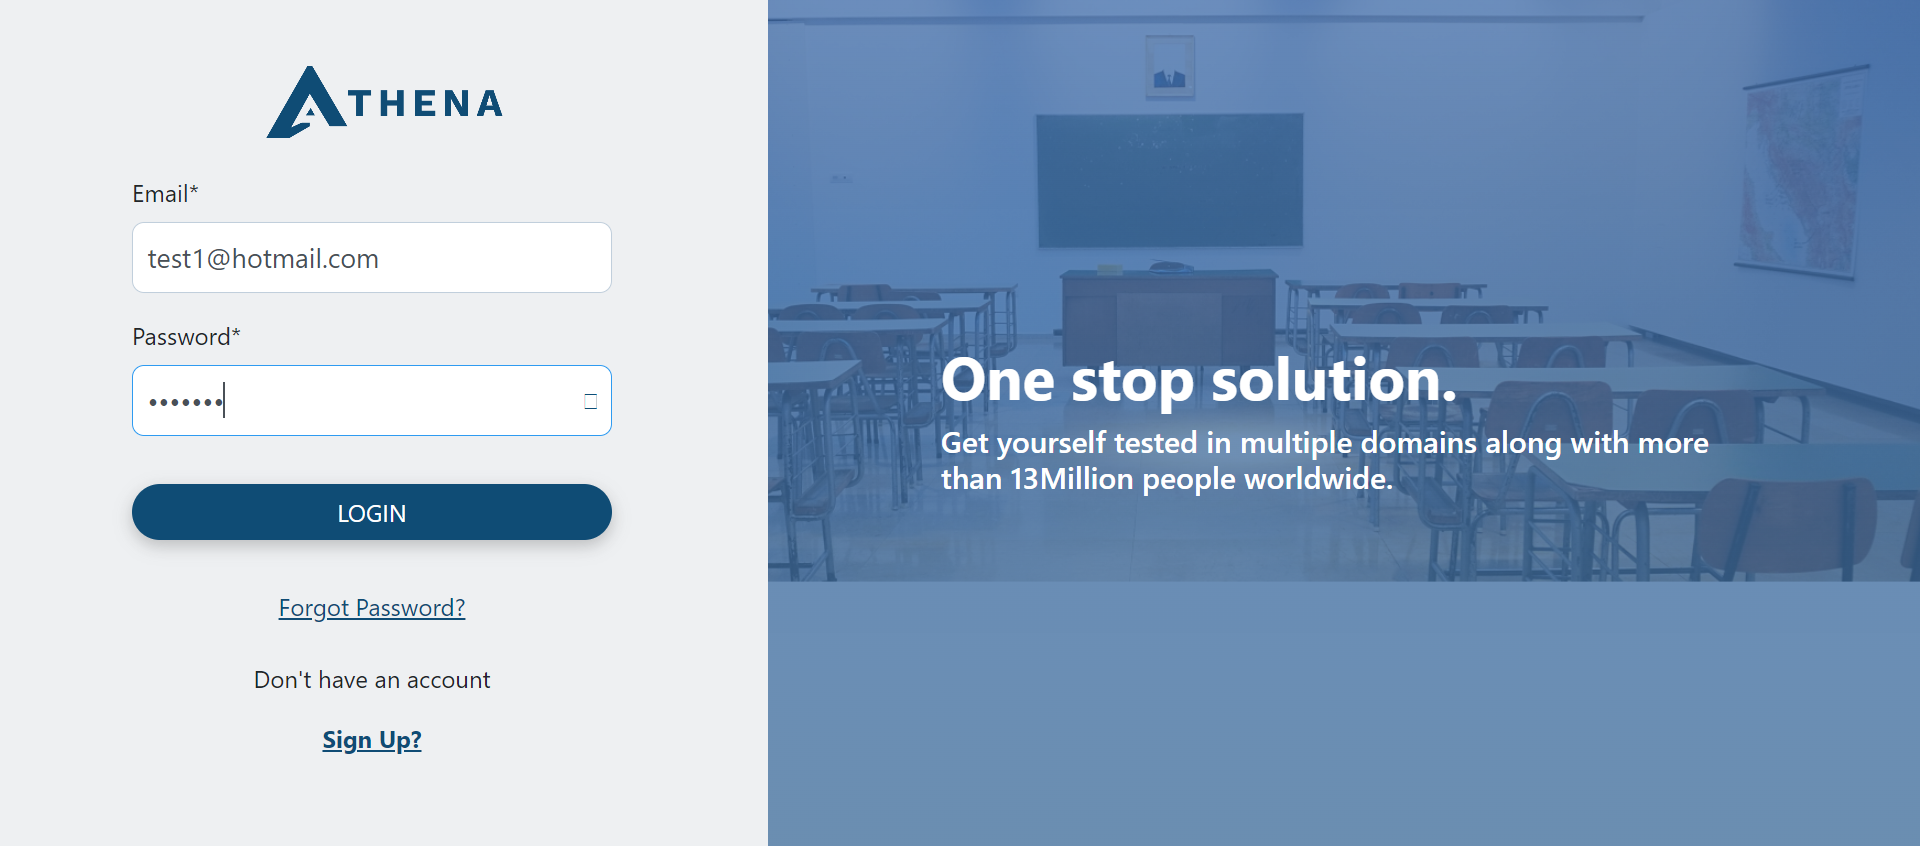 ATHENA
Email*
test1@hotmail.com
Password*
•••••••
LOGIN
Forgot Password?
Don't have an account
Sign Up?
One stop solution.
Get yourself tested in multiple domains along with more
than 13Million people worldwide.